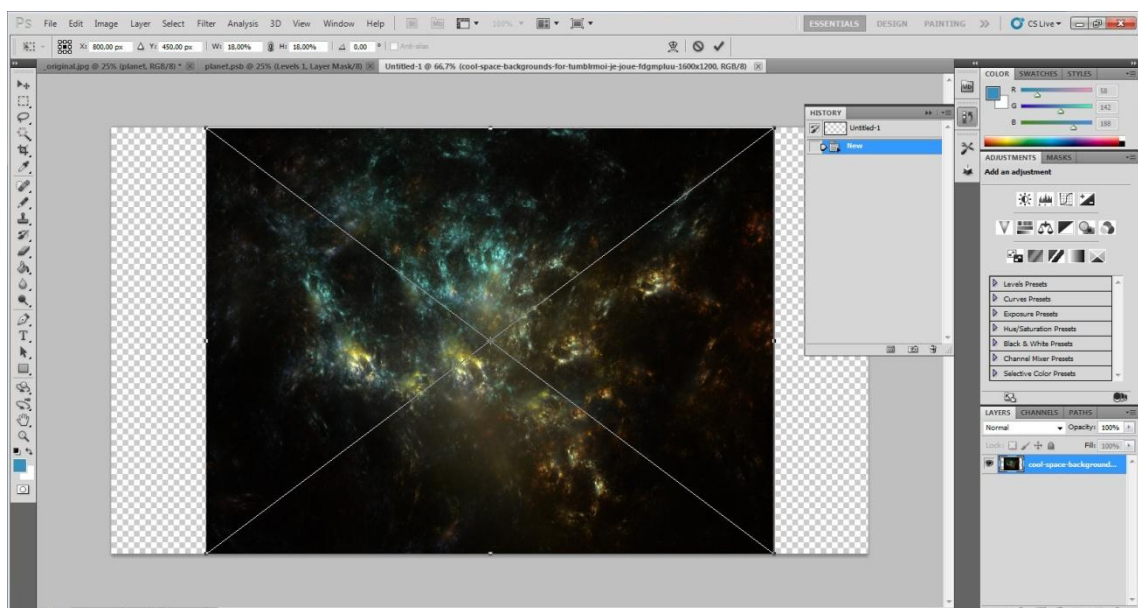 Ps File Edit Image Layer Select Filter Analysis 3D View Window Help 100% ESSENTIALS DESIGN PAINTING CS Live
X: 800,00 px Y: 450,00 px W: 18,00% H: 18,00% 0,00 ° Anti-alias
_original.jpg @ 25% (planet, RGB/8) * planet.psb @ 25% (Levels 1, Layer Mask/8) Untitled-1 @ 66,7% (cool-space-backgrounds-for-tumblrmoi-je-joue-fdgmpluu-1600x1200, RGB/8)
HISTORY
Untitled-1
New
COLOR SWATCHES STYLES
R 58
G 142
B 188
ADJUSTMENTS MASKS
Add an adjustment
Levels Presets
Curves Presets
Exposure Presets
Hue/Saturation Presets
Black & White Presets
Channel Mixer Presets
Selective Color Presets
LAYERS CHANNELS PATHS
Normal Opacity: 100%
Lock: Fill: 100%
cool-space-background...